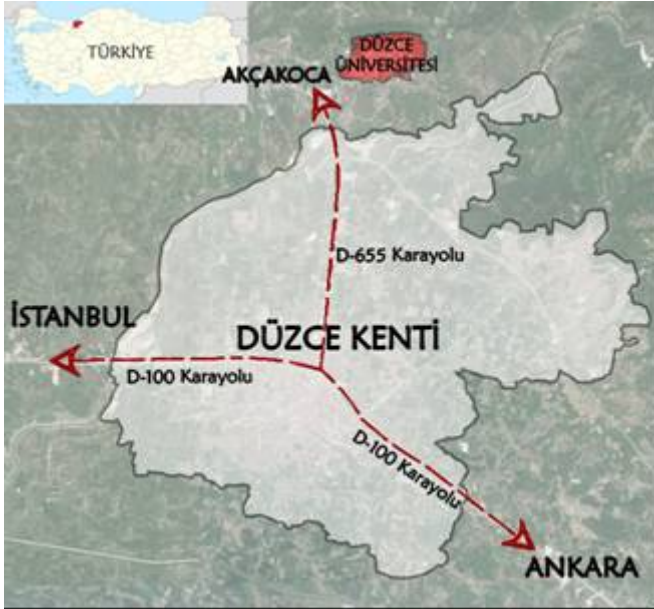 TÜRKİYE
DÜZCE
ÜNİVERSİTESİ
AKÇAKOCA
D-655 Karayolu
İSTANBUL
DÜZCE KENTİ
D-100 Karayolu
D-100 Karayolu
ANKARA